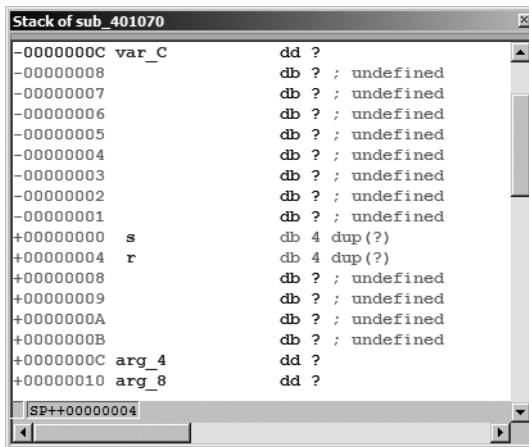 Stack of sub_401070
-0000000C var_C dd ?
-00000008 db ? ; undefined
-00000007 db ? ; undefined
-00000006 db ? ; undefined
-00000005 db ? ; undefined
-00000004 db ? ; undefined
-00000003 db ? ; undefined
-00000002 db ? ; undefined
-00000001 db ? ; undefined
+00000000 s db 4 dup(?)
+00000004 r db 4 dup(?)
+00000008 db ? ; undefined
+00000009 db ? ; undefined
+0000000A db ? ; undefined
+0000000B db ? ; undefined
+0000000C arg_4 dd ?
+00000010 arg_8 dd ?
SP++00000004